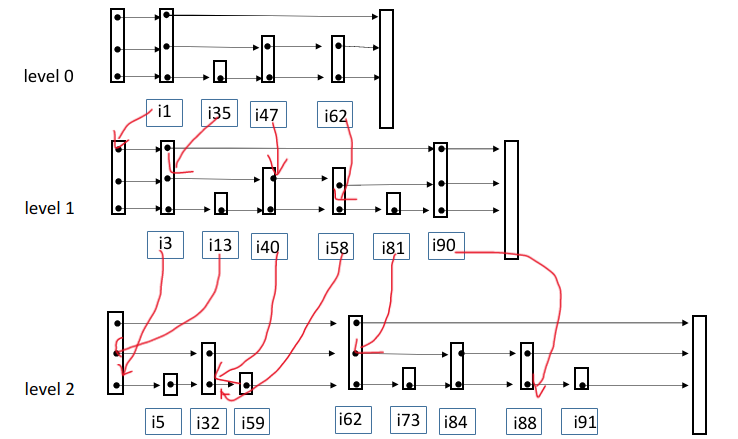 level 0
i1 i35 i47 i62
level 1
i3 i13 i40 i58 i81 i90
level 2
i5 i32 i59 i62 i73 i84 i88 i91